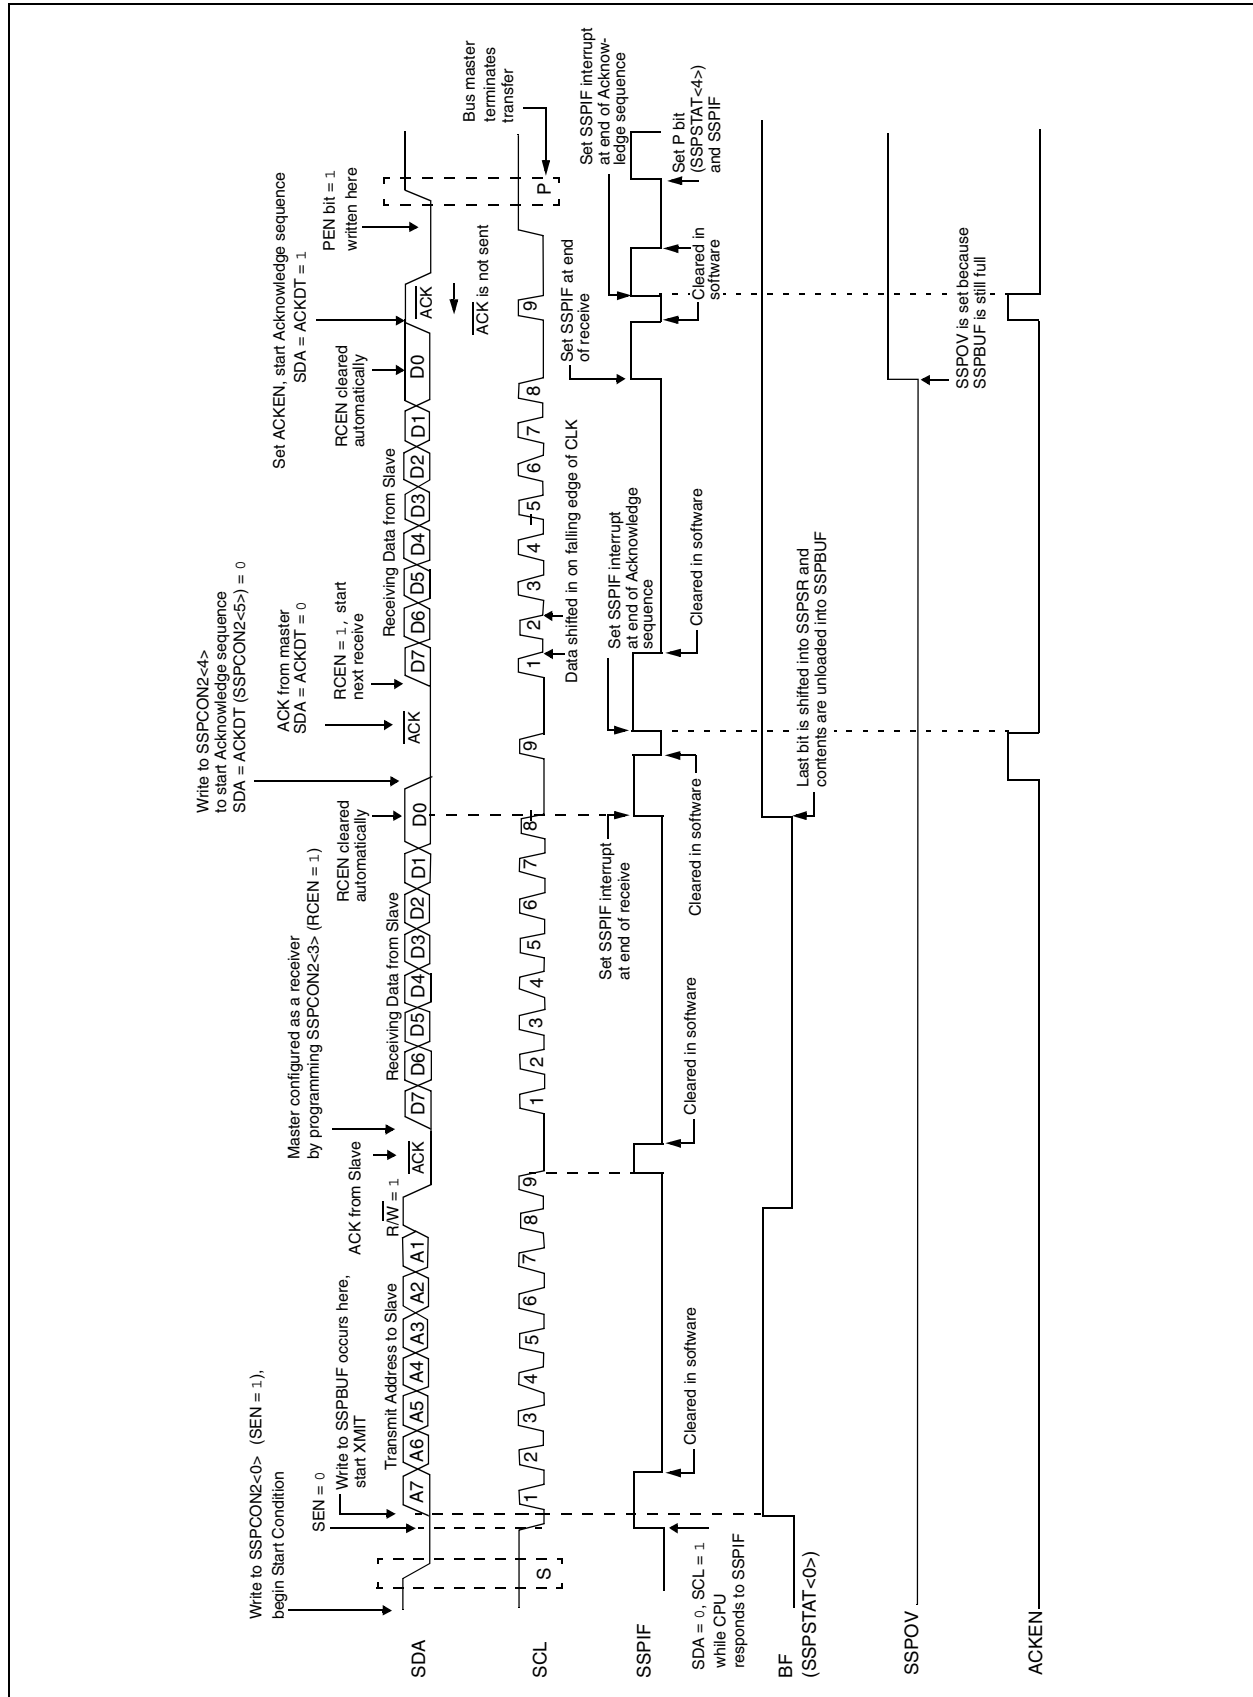 Write to SSPCON2<0> (SEN = 1),
begin Start Condition
SEN = 0
Write to SSPBUF occurs here,
start XMIT
Transmit Address to Slave
ACK from Slave
R/W = 1
Master configured as a receiver
by programming SSPCON2<3> (RCEN = 1)
Receiving Data from Slave
RCEN cleared
automatically
Write to SSPCON2<4>
to start Acknowledge sequence
SDA = ACKDT (SSPCON2<5>) = 0
ACK from master
SDA = ACKDT = 0
RCEN = 1, start
next receive
Receiving Data from Slave
RCEN cleared
automatically
Set ACKEN, start Acknowledge sequence
SDA = ACKDT = 1
PEN bit = 1
written here
SDA
A7 A6 A5 A4 A3 A2 A1
ACK
D7 D6 D5 D4 D3 D2 D1 D0
ACK
D7 D6 D5 D4 D3 D2 D1 D0
ACK
ACK is not sent
Bus master
terminates
transfer
SCL
S
1 2 3 4 5 6 7 8 9
1 2 3 4 5 6 7 8
9
1 2 3 4 5 6 7 8
9
P
Data shifted in on falling edge of CLK
Set SSPIF interrupt
at end of receive
Set SSPIF interrupt
at end of Acknowledge
sequence
Set SSPIF at end
of receive
Set SSPIF interrupt
at end of Acknow-
ledge sequence
SSPIF
SDA = 0, SCL = 1
while CPU
responds to SSPIF
Cleared in software
Cleared in software
Cleared in software
Cleared in software
Cleared in
software
Set P bit
(SSPSTAT<4>)
and SSPIF
BF
(SSPSTAT<0>)
Last bit is shifted into SSPSR and
contents are unloaded into SSPBUF
SSPOV
SSPOV is set because
SSPBUF is still full
ACKEN